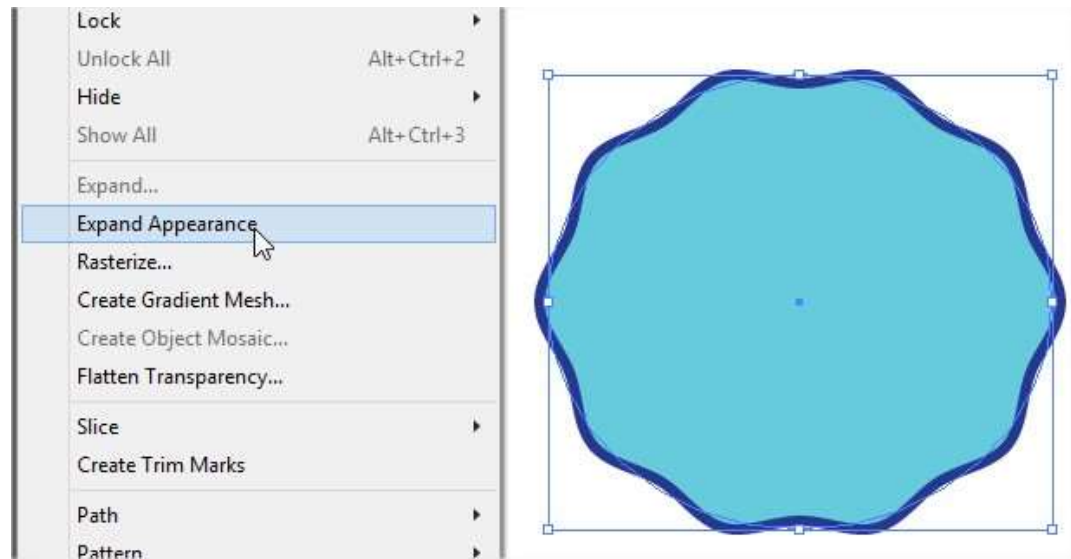 Lock
Unlock All Alt+Ctrl+2
Hide
Show All Alt+Ctrl+3
Expand...
Expand Appearance
Rasterize...
Create Gradient Mesh...
Create Object Mosaic...
Flatten Transparency...
Slice
Create Trim Marks
Path
Pattern